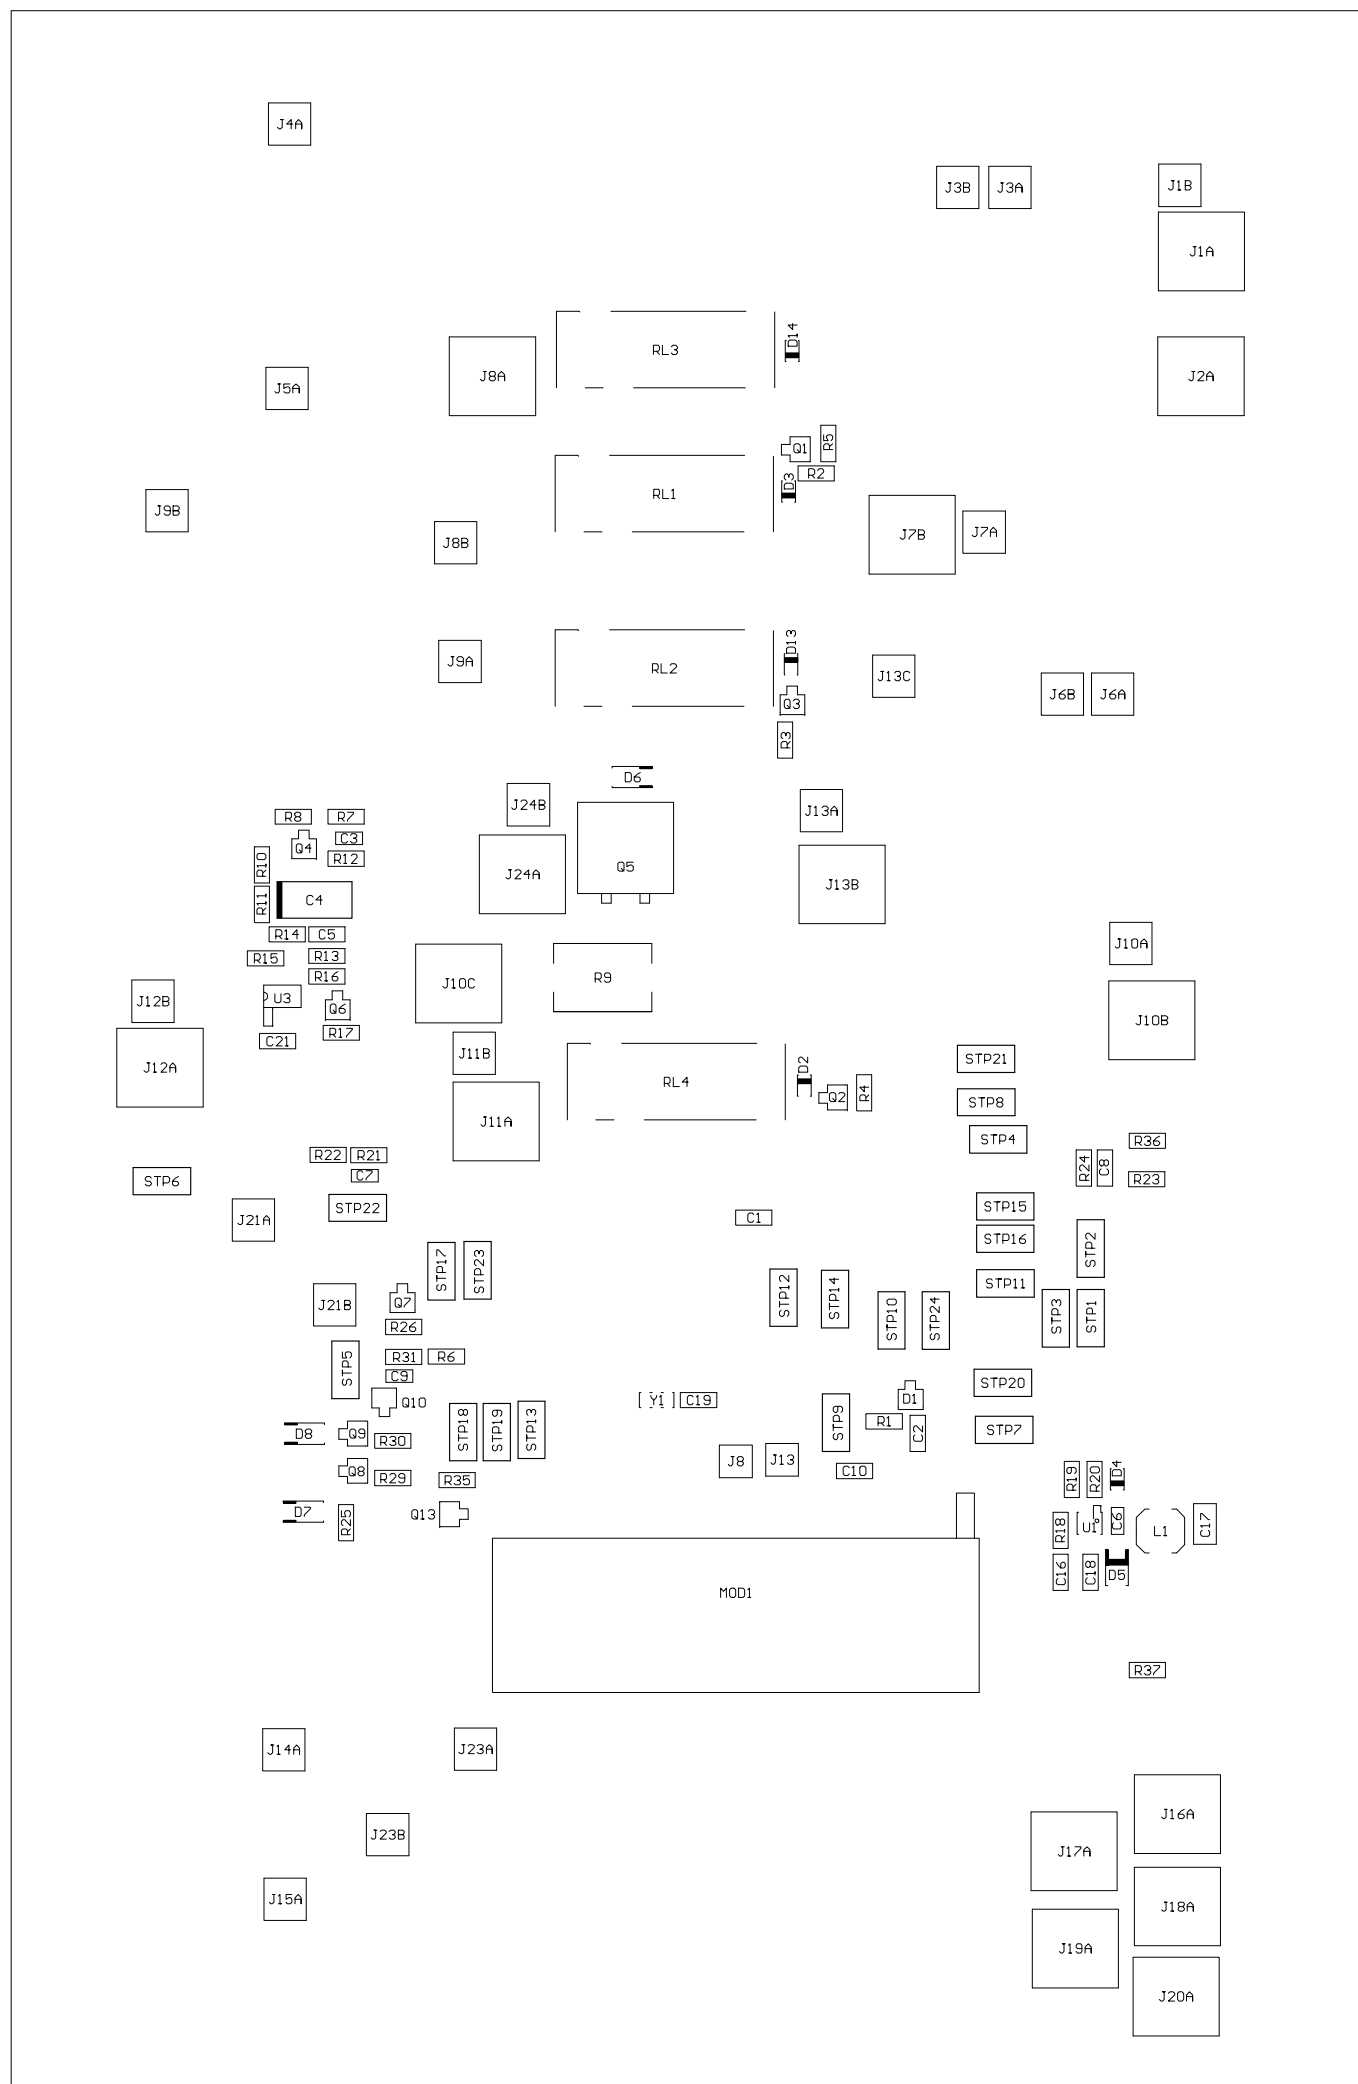 J4A
J3B J3A J1B
J1A
RL3 D14
J8A J2A
J5A
Q1 R5
R2
RL1 D3
J9B
J8B J7B J7A
D13
J9A RL2 J13C
J6B J6A
Q3
R3
D6
J24B J13A
R8 R7
C3
Q4
R12
R10 J24A Q5 J13B
R11 C4
R14 C5
J10A
R13
R15
R16 J10C R9
J12B U3
Q6
R17
C21
J10B
J11B
J12A D2 STP21
RL4
Q2 R4 STP8
J11A
STP4 R36
R22 R21
R24 C8
C7 R23
STP6
STP22 STP15
J21A C1
STP16 STP2
STP17 STP23
STP12 STP14 STP11
J21B Q7
STP10 STP24 STP3 STP1
R26
R31 R6
STP5
C9 STP20
Q10 Y1 C19 D1
STP9 R1
D8 Q9 STP18 STP19 STP13 C2 STP7
R30
J8 J13
Q8 C10
R29 R35 R19 R20 D4
D7 Q13
R25 R18 U1 C6 L1 C17
C16 C18 D5
MOD1
R37
J14A J23A
J16A
J23B
J17A
J15A J18A
J19A
J20A